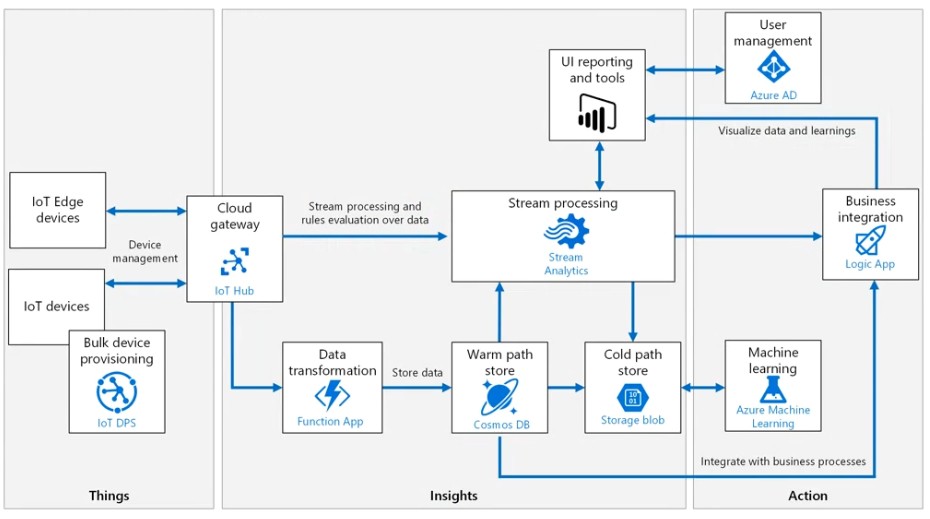 User
management
Azure AD
UI reporting
and tools
Visualize data and learnings
IoT Edge
devices
Cloud
gateway
IoT Hub
Stream processing and
rules evaluation over data
Stream processing
Stream
Analytics
Business
integration
Logic App
Device
management
IoT devices
Bulk device
provisioning
IoT DPS
Data
transformation
Function App
Store data
Warm path
store
Cosmos DB
Cold path
store
10
01
Storage blob
Machine
learning
Azure Machine
Learning
Integrate with business processes
Things
Insights
Action